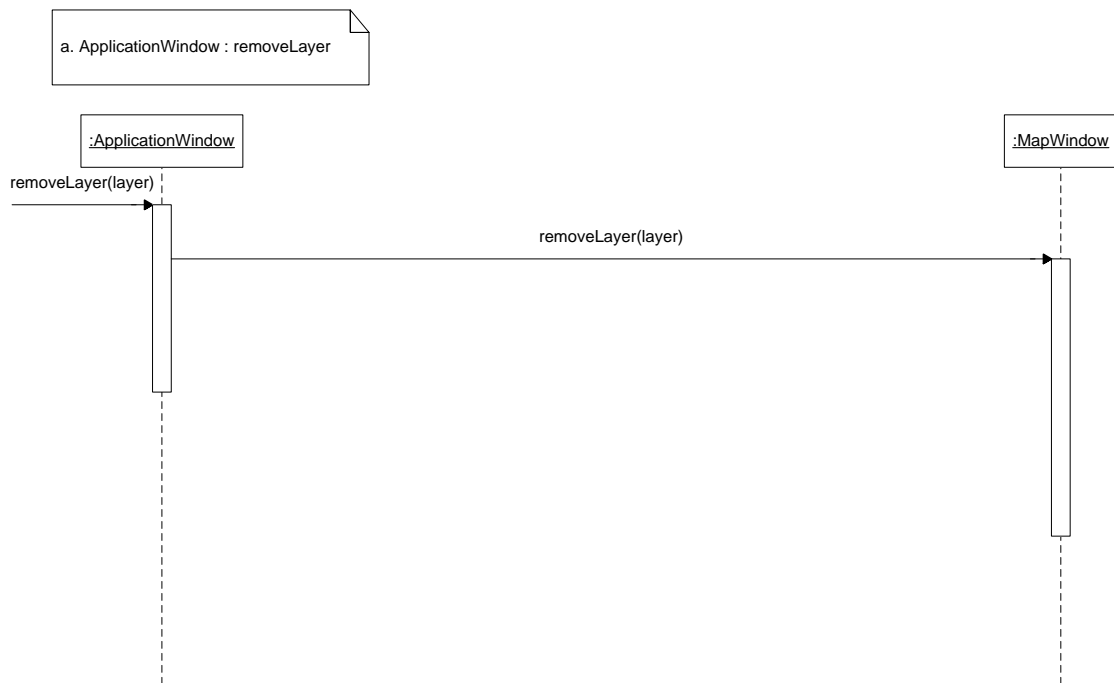 a. ApplicationWindow : removeLayer
:ApplicationWindow
:MapWindow
removeLayer(layer)
removeLayer(layer)